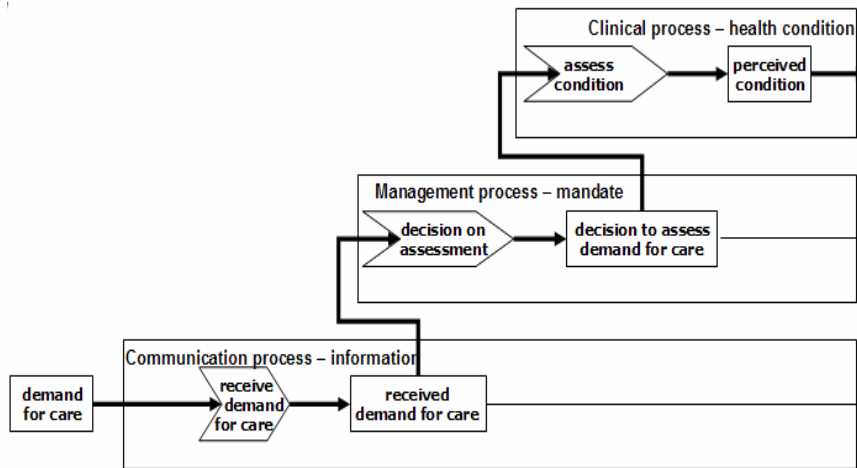 Clinical process – health condition
assess
condition
perceived
condition
Management process – mandate
decision on
assessment
decision to assess
demand for care
Communication process – information
demand
for care
receive
demand
for care
received
demand for care